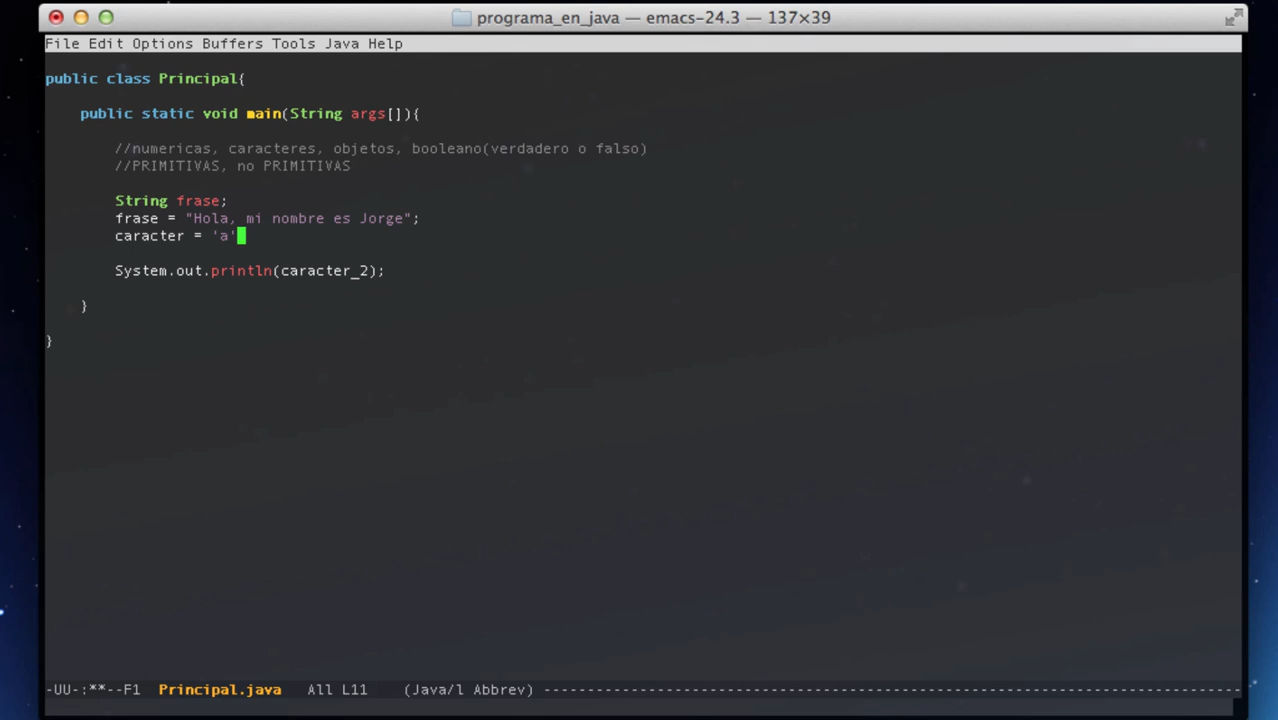 programa_en_java — emacs-24.3 — 137×39
File Edit Options Buffers Tools Java Help
public class Principal{
public static void main(String args[]){
//numericas, caracteres, objetos, booleano(verdadero o falso)
//PRIMITIVAS, no PRIMITIVAS
String frase;
frase = "Hola, mi nombre es Jorge";
caracter = 'a'
System.out.println(caracter_2);
}
}
-UU-:**--F1  Principal.java   All L11    (Java/l Abbrev) --------------------------------------------------------------------------------